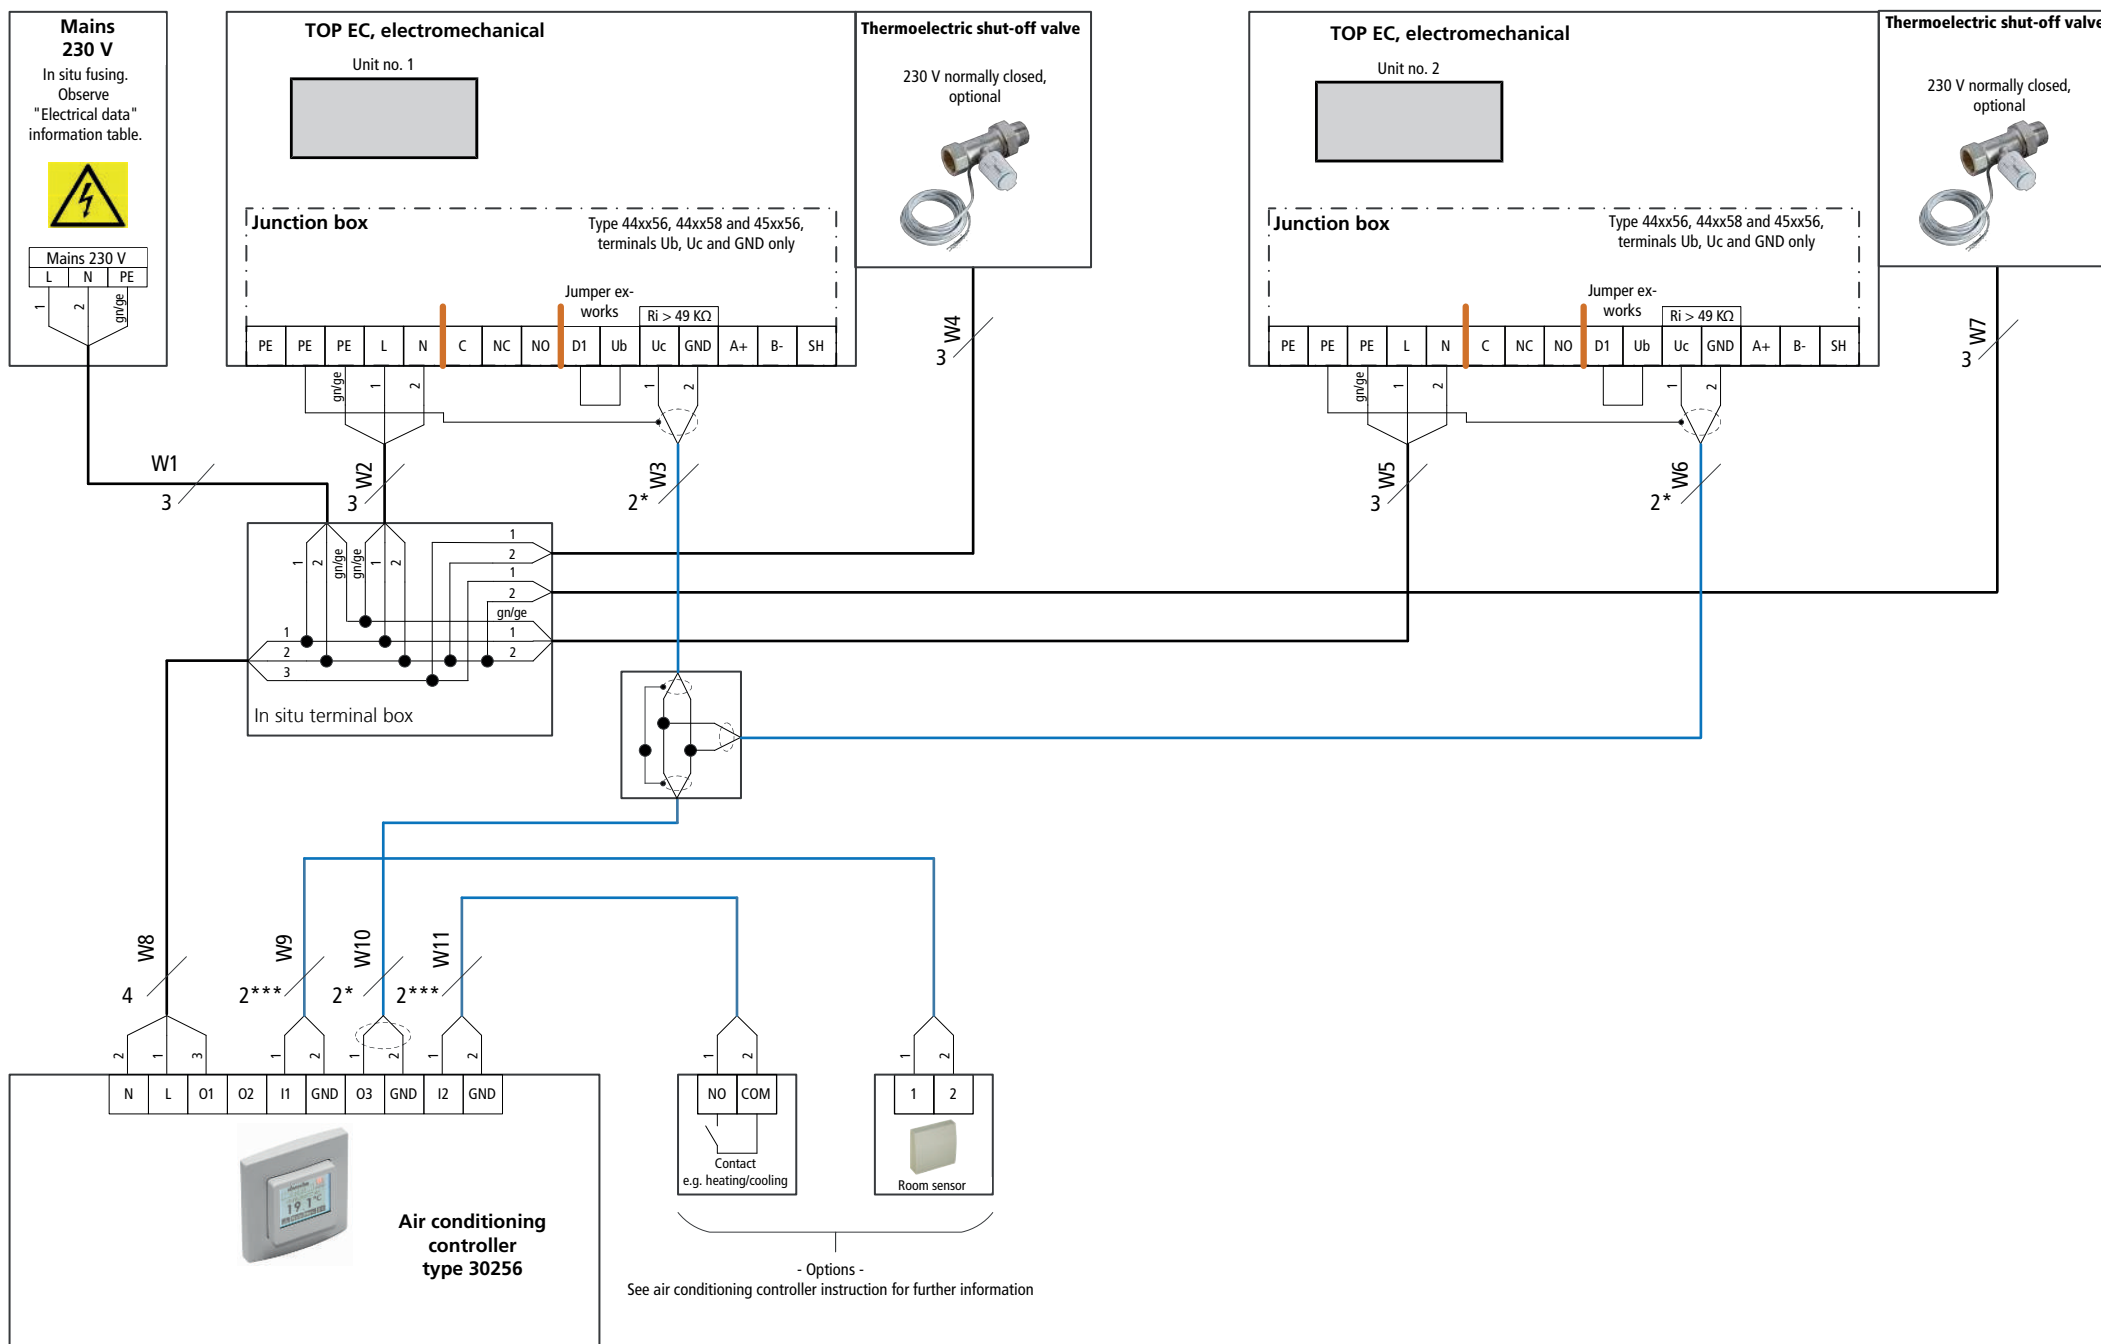 Mains
230 V
In situ fusing.
Observe
"Electrical data"
information table.
Mains 230 V
L N PE
1 2 gn/ge
TOP EC, electromechanical
Unit no. 1
Junction box
Type 44xx56, 44xx58 and 45xx56,
terminals Ub, Uc and GND only
Jumper ex-
works
Ri > 49 KΩ
PE PE PE L N C NC NO D1 Ub Uc GND A+ B- SH
gn/ge 1 2 1 2
Thermoelectric shut-off valve
230 V normally closed,
optional
TOP EC, electromechanical
Unit no. 2
Junction box
Type 44xx56, 44xx58 and 45xx56,
terminals Ub, Uc and GND only
Jumper ex-
works
Ri > 49 KΩ
PE PE PE L N C NC NO D1 Ub Uc GND A+ B- SH
gn/ge 1 2 1 2
Thermoelectric shut-off valve
230 V normally closed,
optional
W1
3
W2
3
W3
2*
W4
3
W5
3
W6
2*
W7
3
1 2 gn/ge gn/ge 1 2
1
2
1
2
gn/ge
1
2
1
2
3
In situ terminal box
W8
4
W9
2***
W10
2*
W11
2***
2 1 3 1 2 1 2 1 2
N L O1 O2 I1 GND O3 GND I2 GND
Air conditioning
controller
type 30256
1 2
NO COM
Contact
e.g. heating/cooling
1 2
1 2
Room sensor
- Options -
See air conditioning controller instruction for further information